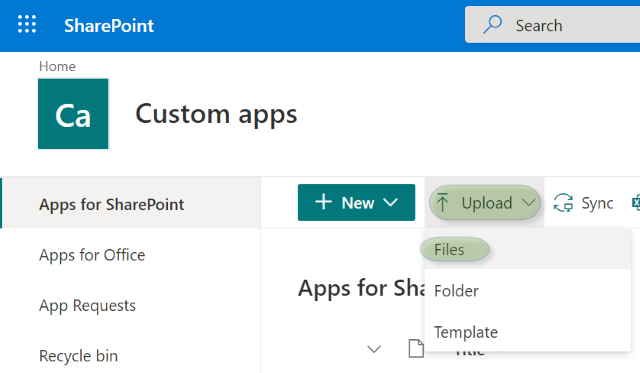 SharePoint
Search
Home
Ca
Custom apps
Apps for SharePoint
Apps for Office
App Requests
Recycle bin
New
Upload
Sync
Files
Folder
Template
Apps for Sha
Title